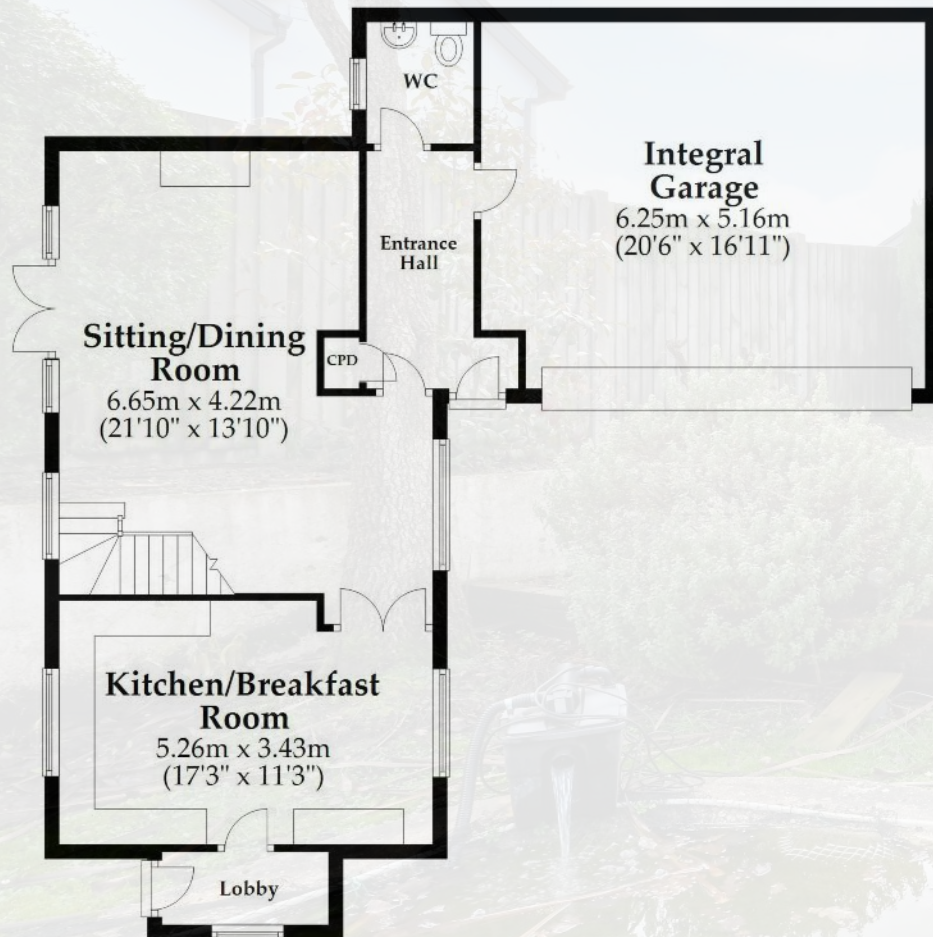 WC
Integral
Garage
6.25m x 5.16m
(20'6" x 16'11")
Entrance
Hall
Sitting/Dining
Room
6.65m x 4.22m
(21'10" x 13'10")
CPD
Kitchen/Breakfast
Room
5.26m x 3.43m
(17'3" x 11'3")
Lobby